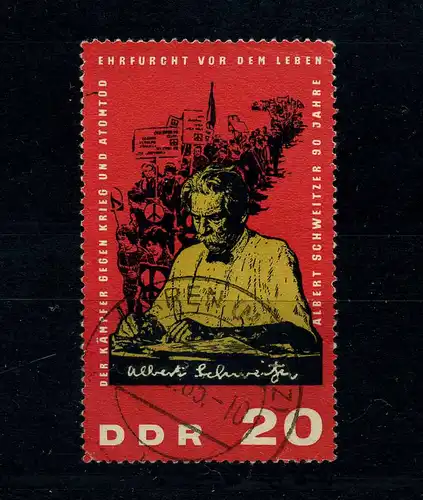 EHRFURCHT VOR DEM LEBEN
DER KÄMPFER GEGEN KRIEG UND ATOMTOD
ALBERT SCHWEITZER 90 JAHRE
Albert Schweitzer
DDR 20